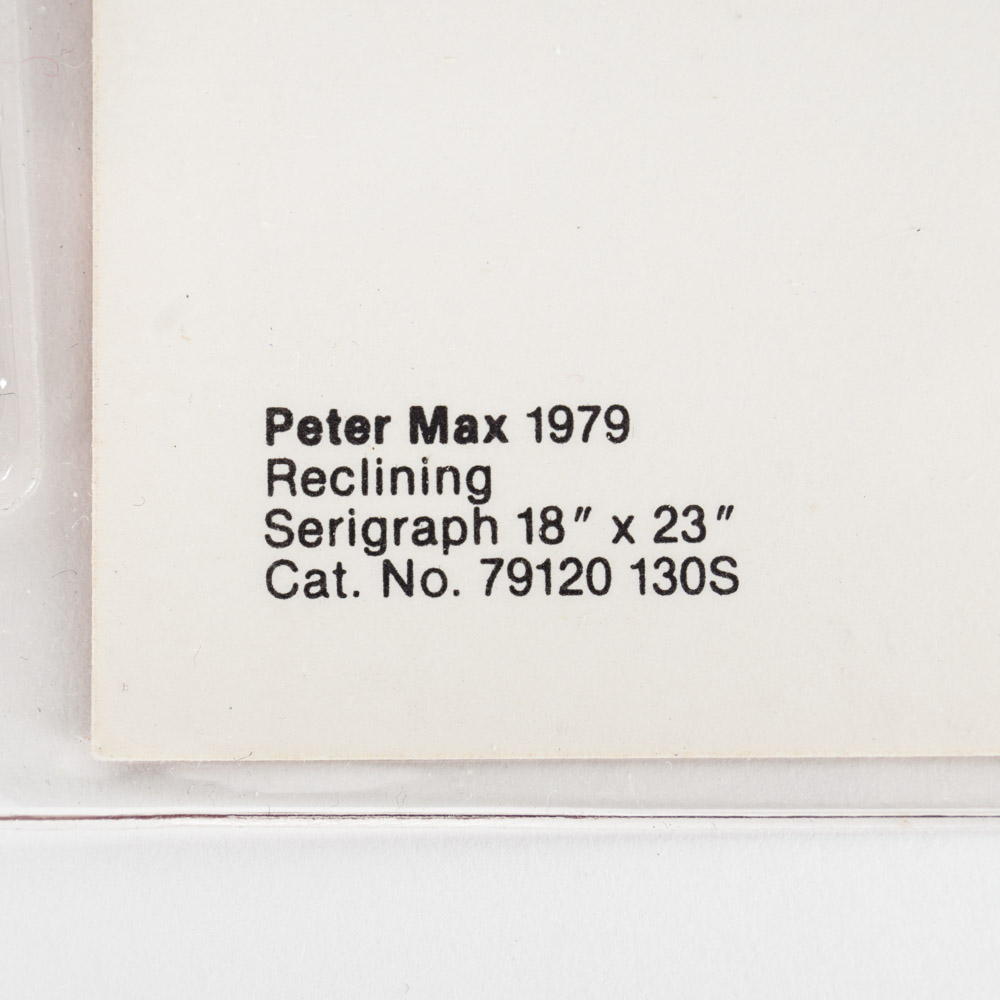 Peter Max 1979
Reclining
Serigraph 18" x 23"
Cat. No. 79120 130S